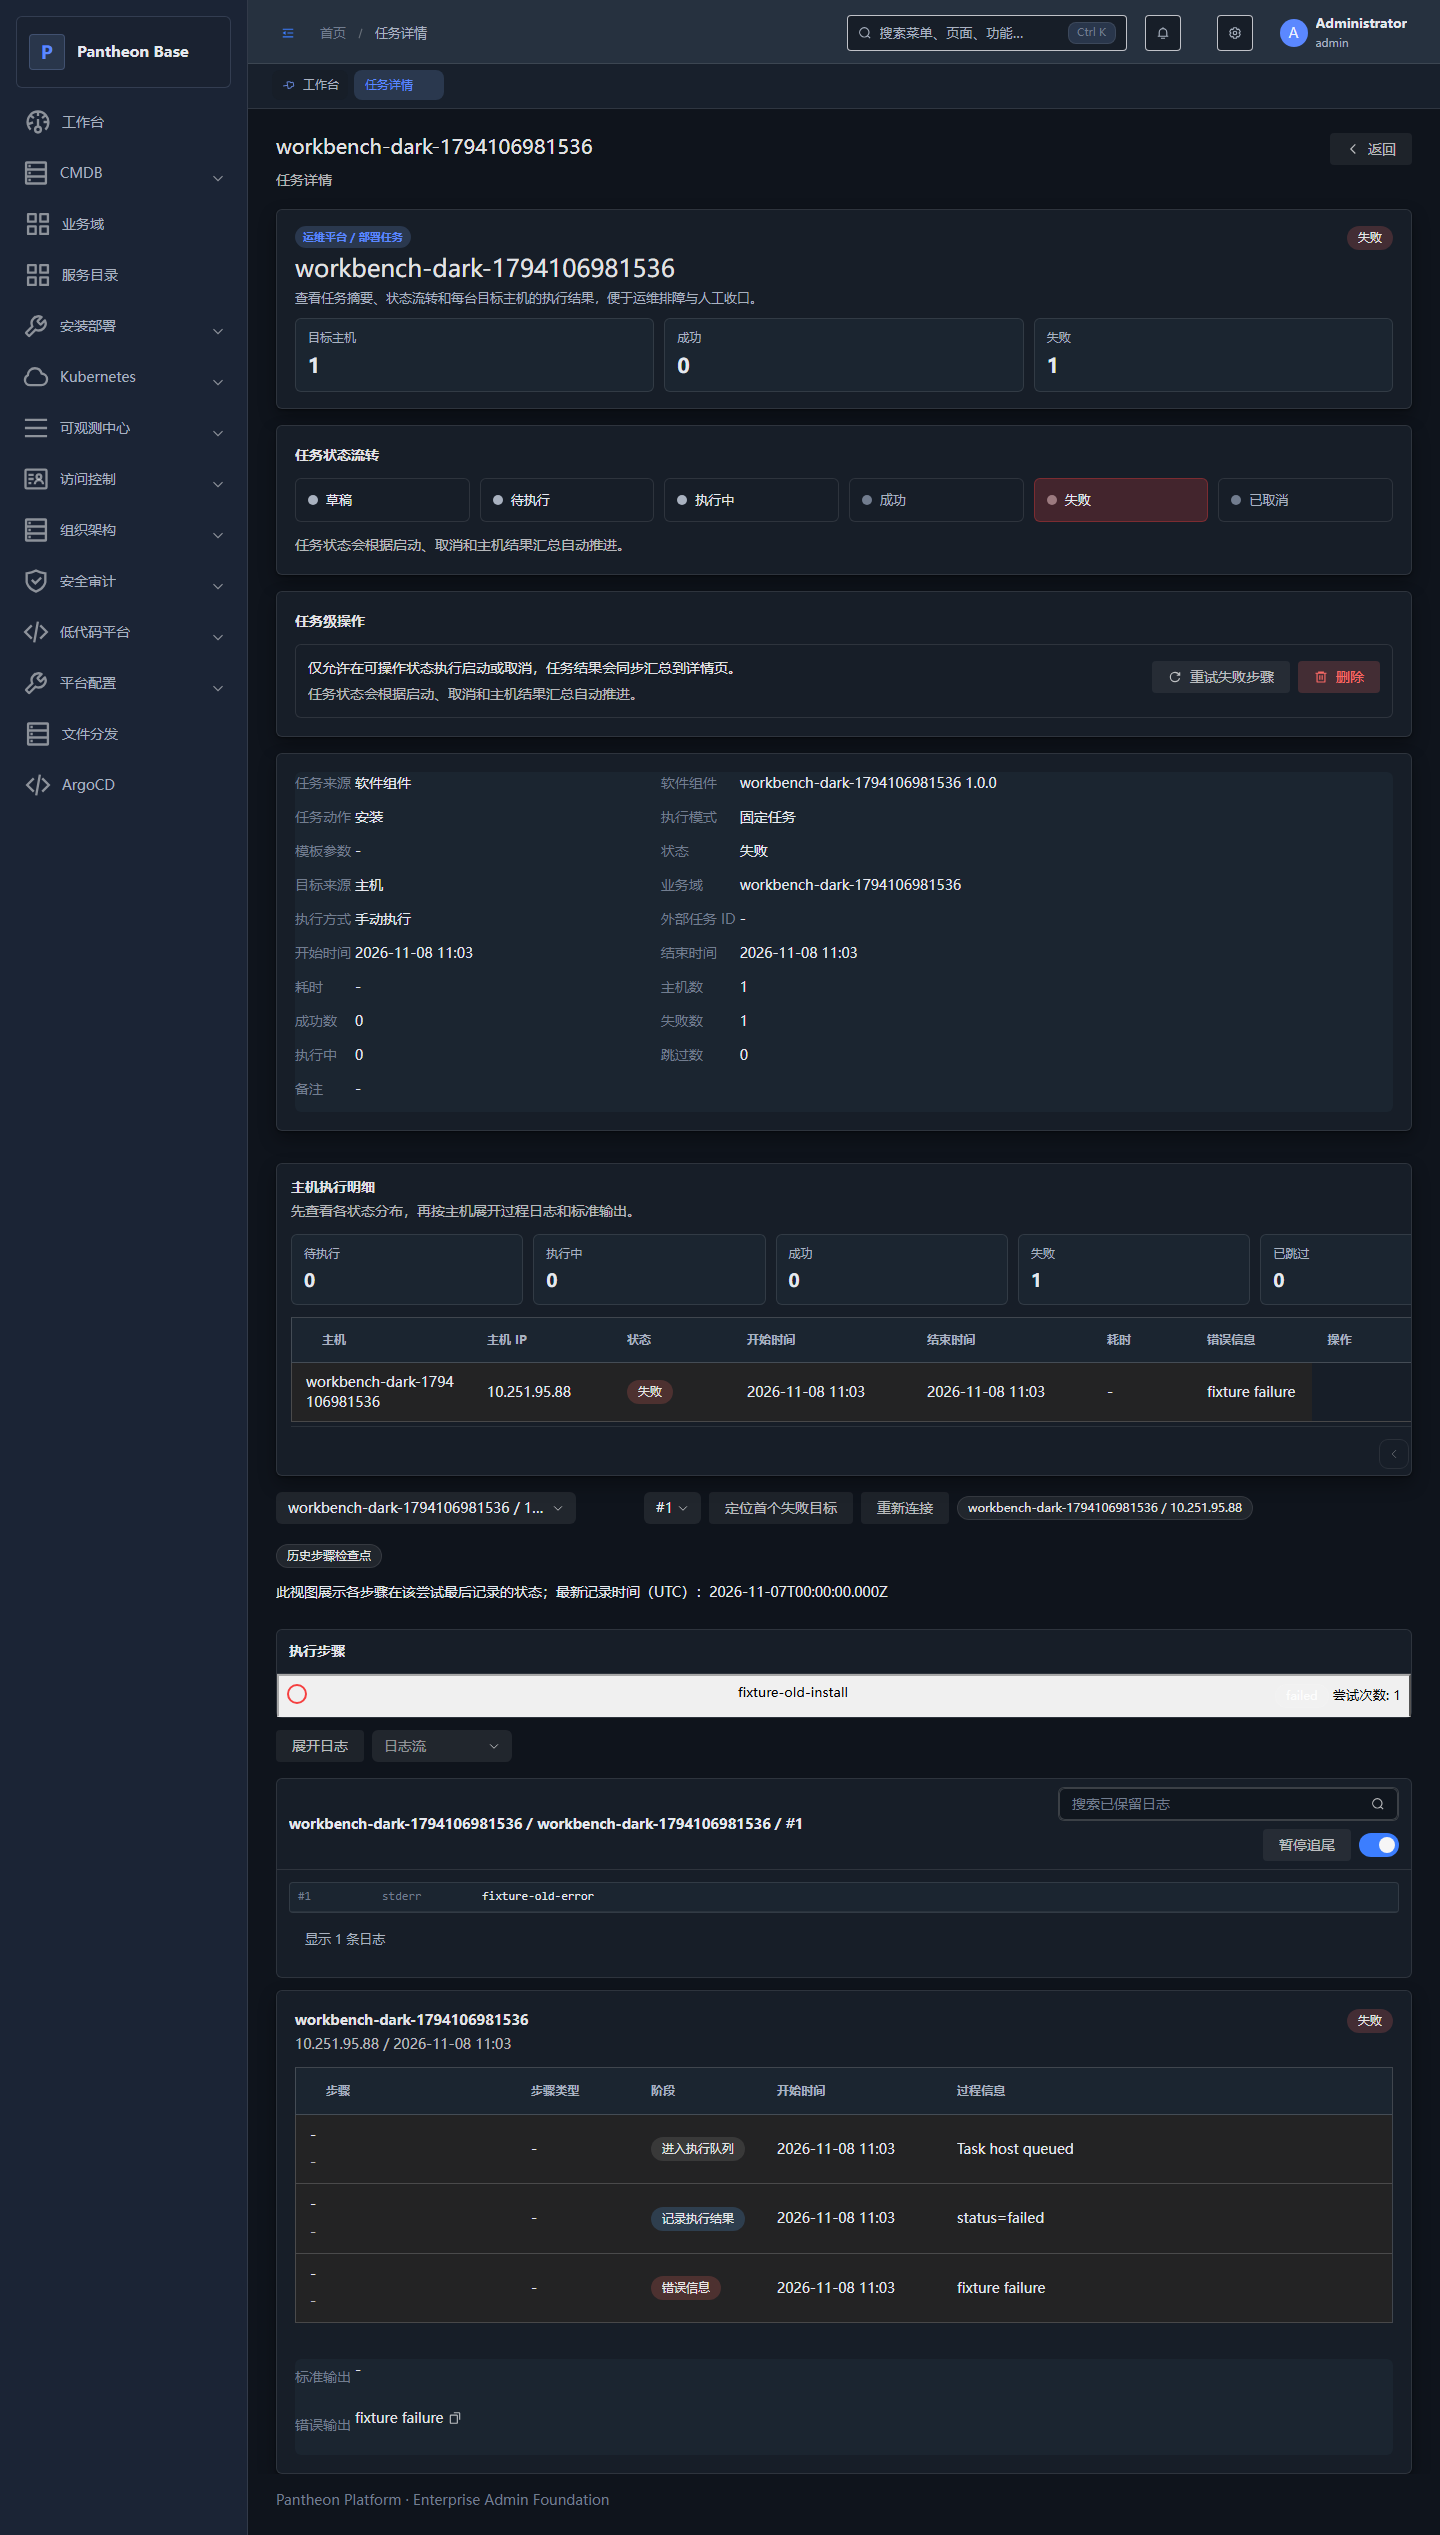 P Pantheon Base
工作台
CMDB
业务域
服务目录
安装部署
Kubernetes
可观测中心
访问控制
组织架构
安全审计
低代码平台
平台配置
文件分发
ArgoCD
首页 / 任务详情
搜索菜单、页面、功能... Ctrl K
A Administrator
admin
工作台 任务详情
workbench-dark-1794106981536
返回
任务详情
运维平台 / 部署任务
失败
workbench-dark-1794106981536
查看任务摘要、状态流转和每台目标主机的执行结果，便于运维排障与人工收口。
目标主机 成功 失败
1 0 1
任务状态流转
草稿 待执行 执行中 成功 失败 已取消
任务状态会根据启动、取消和主机结果汇总自动推进。
任务级操作
仅允许在可操作状态执行启动或取消，任务结果会同步汇总到详情页。
任务状态会根据启动、取消和主机结果汇总自动推进。
重试失败步骤 删除
任务来源 软件组件 软件组件 workbench-dark-1794106981536 1.0.0
任务动作 安装 执行模式 固定任务
模板参数 - 状态 失败
目标来源 主机 业务域 workbench-dark-1794106981536
执行方式 手动执行 外部任务 ID -
开始时间 2026-11-08 11:03 结束时间 2026-11-08 11:03
耗时 - 主机数 1
成功数 0 失败数 1
执行中 0 跳过数 0
备注 -
主机执行明细
先查看各状态分布，再按主机展开过程日志和标准输出。
待执行 执行中 成功 失败 已跳过
0 0 0 1 0
主机 主机 IP 状态 开始时间 结束时间 耗时 错误信息 操作
workbench-dark-1794106981536 10.251.95.88 失败 2026-11-08 11:03 2026-11-08 11:03 - fixture failure
workbench-dark-1794106981536 / 1... #1 定位首个失败目标 重新连接 workbench-dark-1794106981536 / 10.251.95.88
历史步骤检查点
此视图展示各步骤在该尝试最后记录的状态；最新记录时间（UTC）：2026-11-07T00:00:00.000Z
执行步骤
fixture-old-install failed 尝试次数: 1
展开日志 日志流
搜索已保留日志
workbench-dark-1794106981536 / workbench-dark-1794106981536 / #1
暂停追尾
#1 stderr fixture-old-error
显示 1 条日志
workbench-dark-1794106981536
失败
10.251.95.88 / 2026-11-08 11:03
步骤 步骤类型 阶段 开始时间 过程信息
-
- - 进入执行队列 2026-11-08 11:03 Task host queued
-
- - 记录执行结果 2026-11-08 11:03 status=failed
-
- - 错误信息 2026-11-08 11:03 fixture failure
标准输出 -
错误输出 fixture failure
Pantheon Platform · Enterprise Admin Foundation